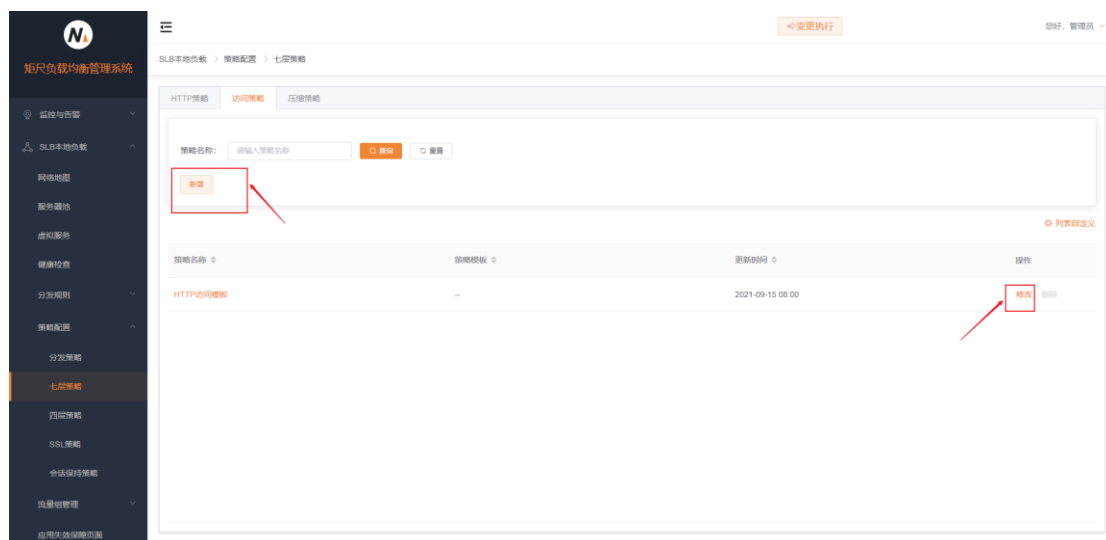 N
矩尺负载均衡管理系统
监控与告警
SLB本地负载
网络地图
服务器池
虚拟服务
健康检查
分发规则
策略配置
分发策略
七层策略
四层策略
SSL策略
会话保持策略
流量组管理
应用失效保障页面
变更执行
您好，管理员
SLB本地负载 > 策略配置 > 七层策略
HTTP策略 访问策略 压缩策略
策略名称： 请输入策略名称 查询 重置
新增
列表自定义
策略名称 策略模板 更新时间 操作
HTTP访问模板 -- 2021-09-15 08:00 修改 删除